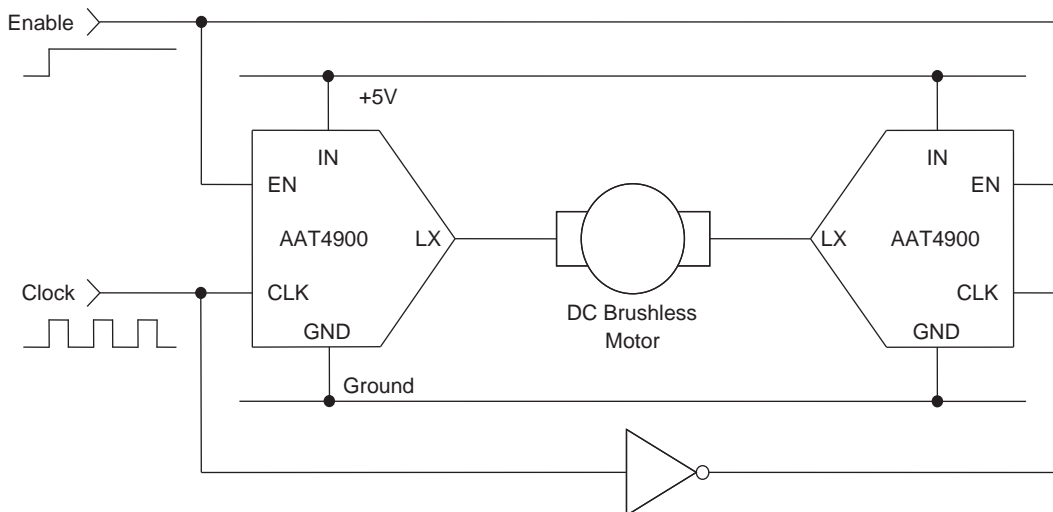 Enable
+5V
IN
IN
EN
EN
AAT4900
LX
LX
AAT4900
Clock
CLK
CLK
DC Brushless
Motor
GND
GND
Ground